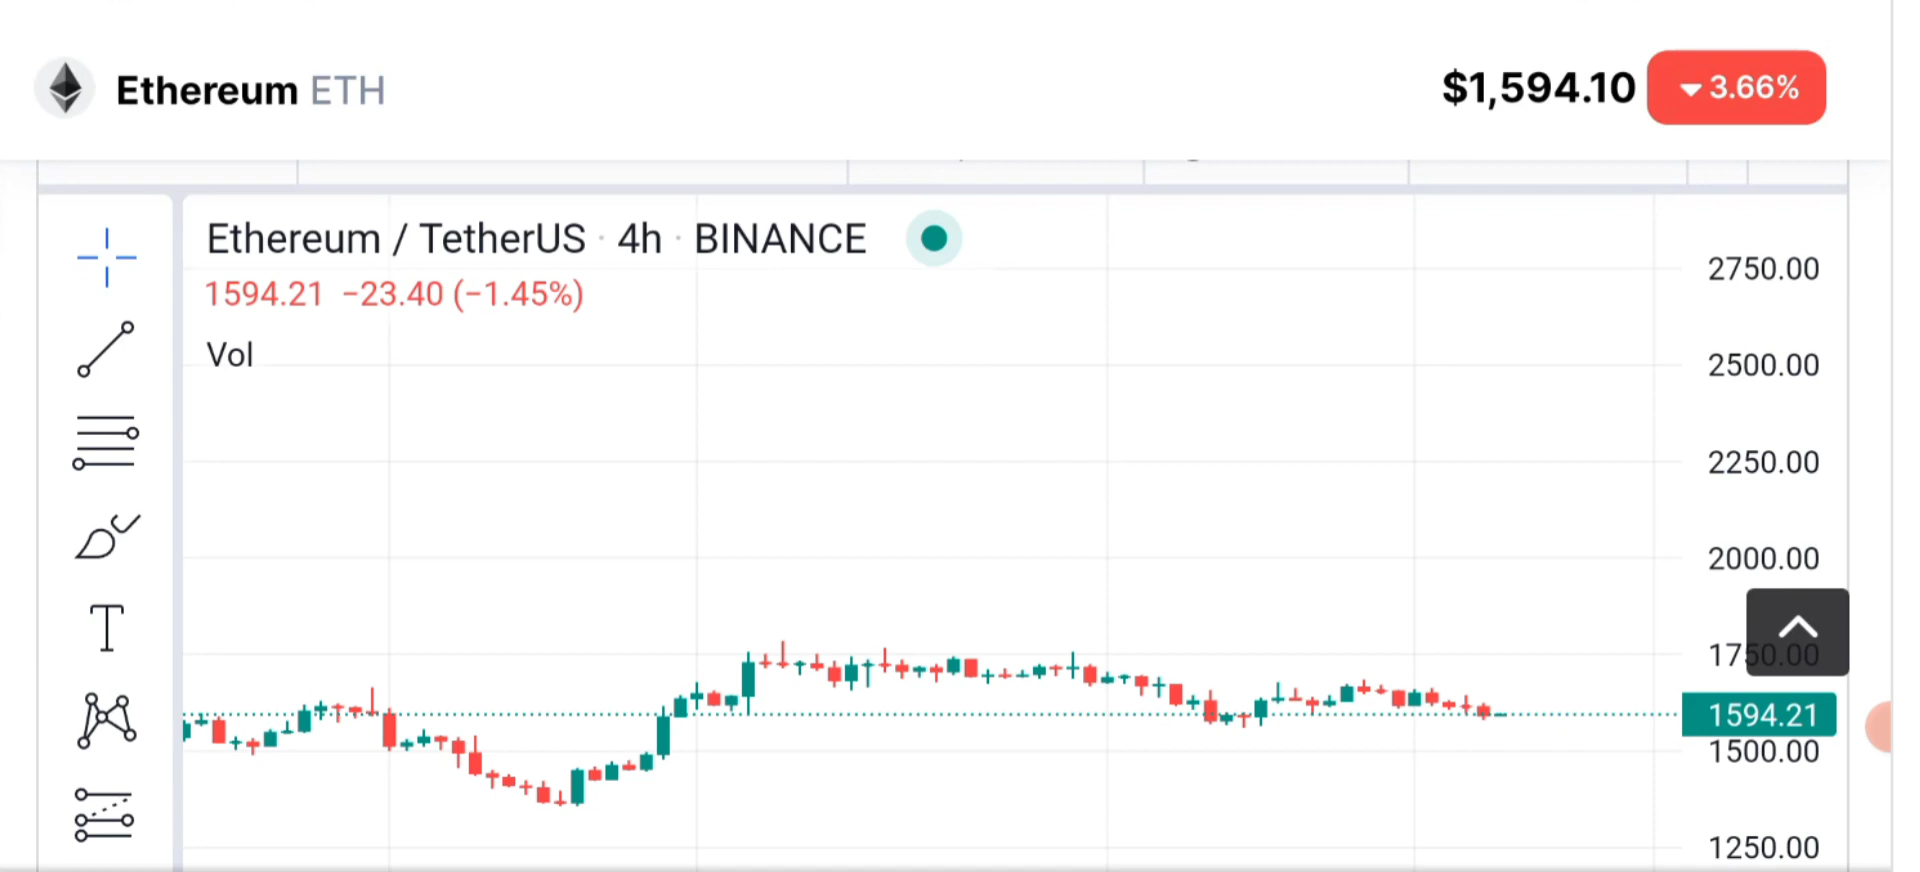 Ethereum ETH
$1,594.10 3.66%
Ethereum / TetherUS · 4h · BINANCE
1594.21 −23.40 (−1.45%)
Vol
2750.00
2500.00
2250.00
2000.00
1750.00
1594.21
1500.00
1250.00